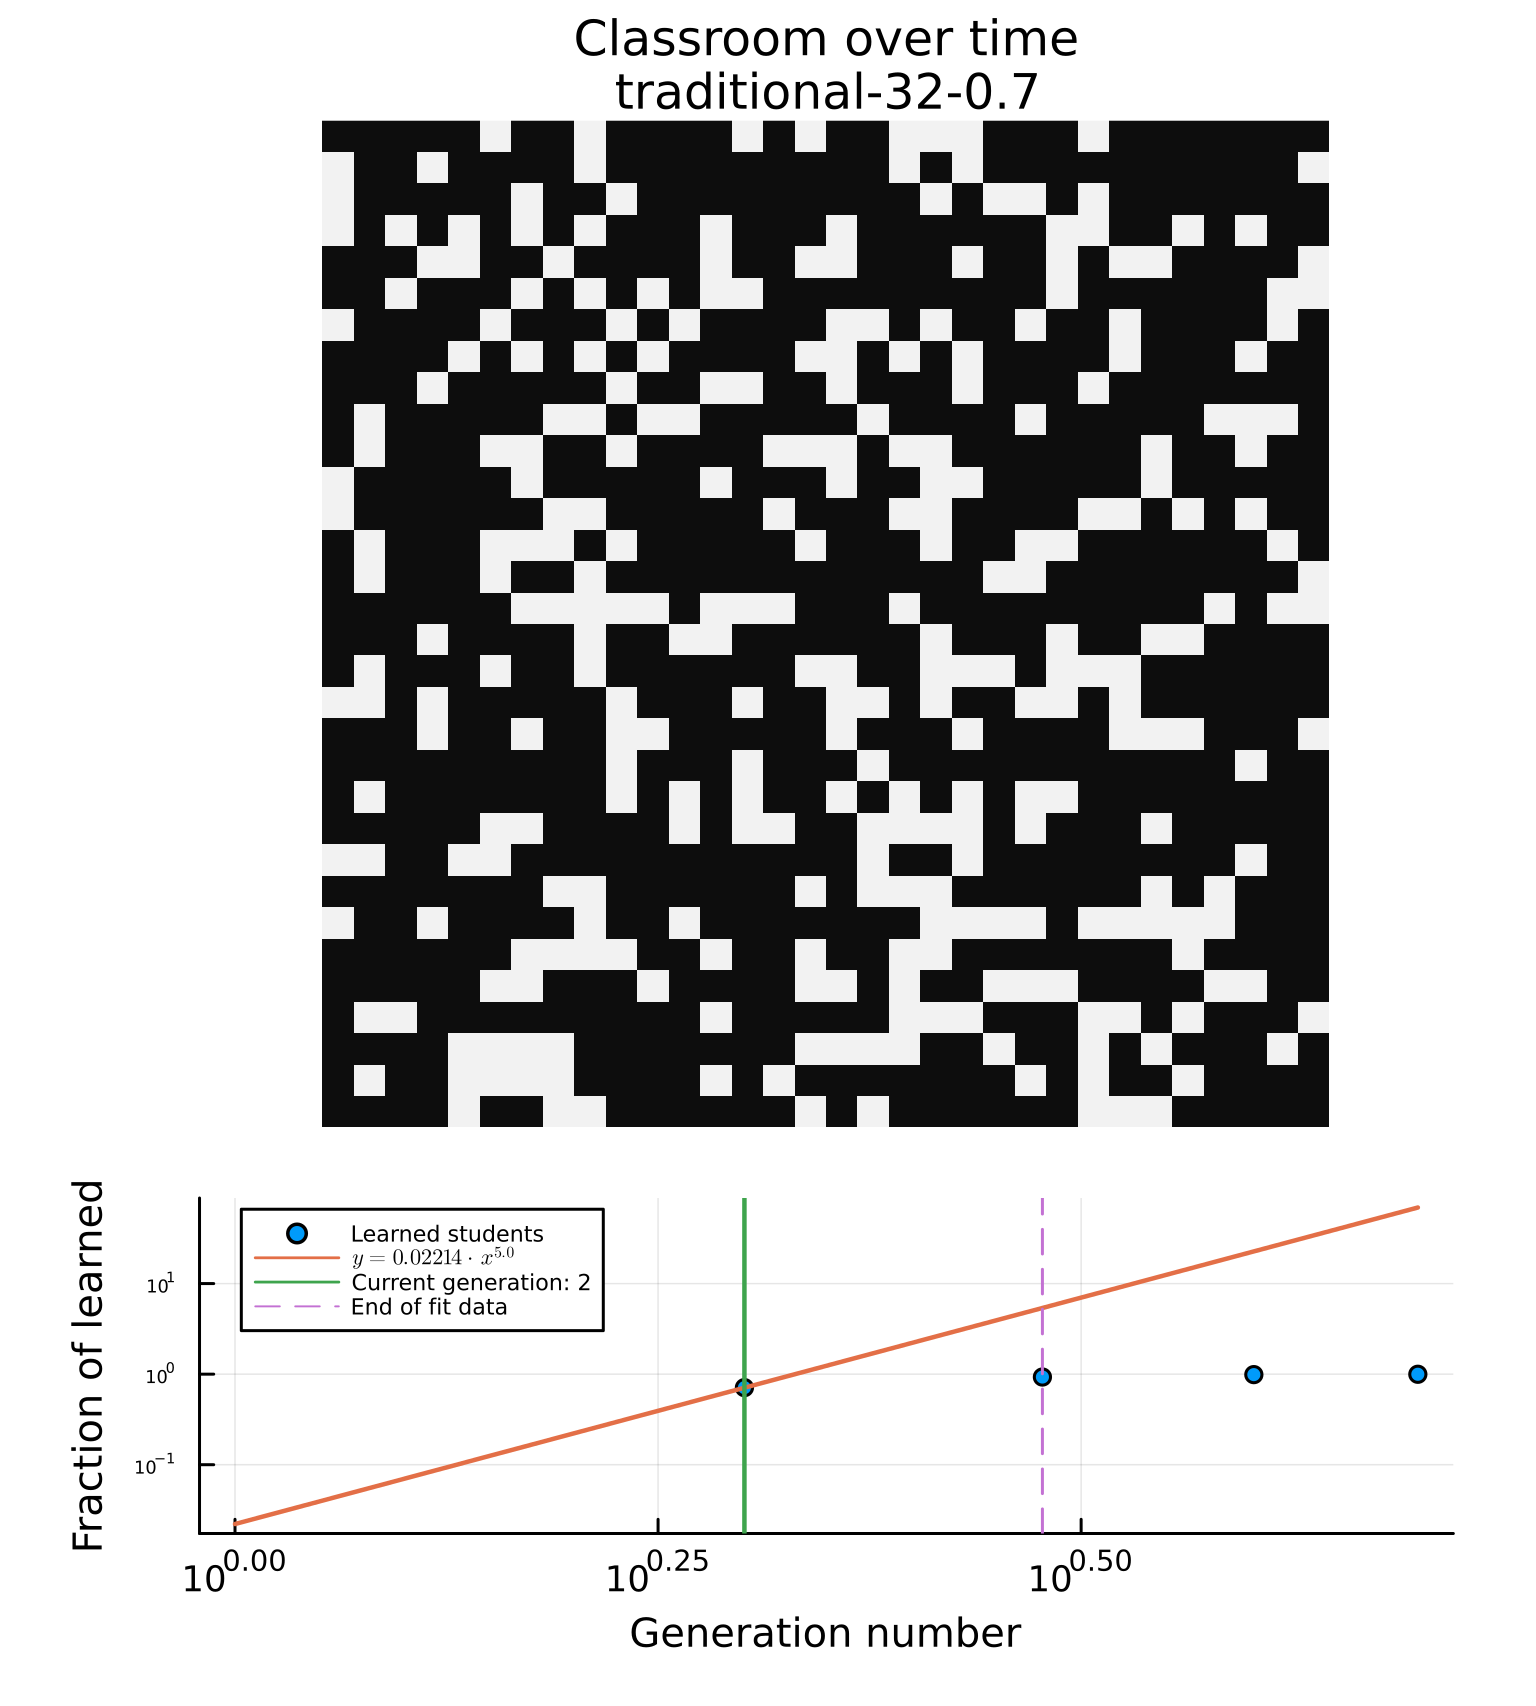 Classroom over time
traditional-32-0.7
Fraction of learned
Learned students
y = 0.02214 · x^5.0
Current generation: 2
End of fit data
10^1
10^0
10^−1
10^0.00
10^0.25
10^0.50
Generation number